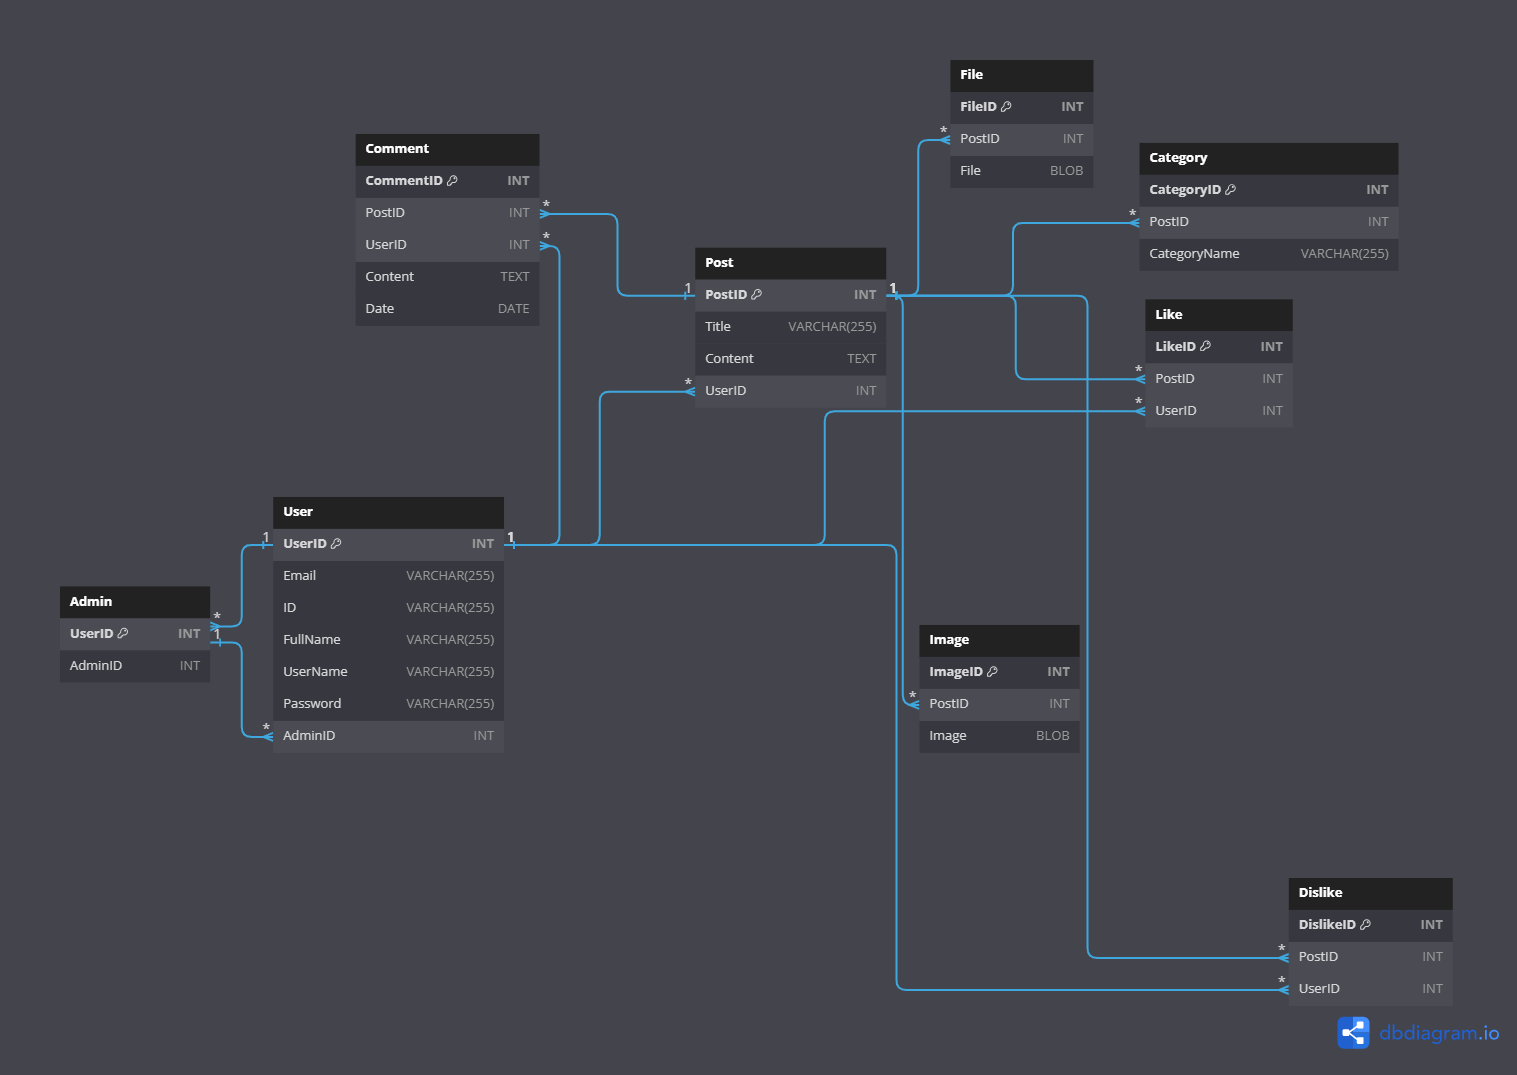 File
FileID INT
PostID INT
File BLOB
Comment
CommentID INT
PostID INT
UserID INT
Content TEXT
Date DATE
*
*
*
Category
CategoryID INT
PostID INT
CategoryName VARCHAR(255)
*
Post
PostID INT
Title VARCHAR(255)
Content TEXT
UserID INT
1
1
*
Like
LikeID INT
PostID INT
UserID INT
*
*
User
UserID INT
Email VARCHAR(255)
ID VARCHAR(255)
FullName VARCHAR(255)
UserName VARCHAR(255)
Password VARCHAR(255)
AdminID INT
1
1
*
Admin
UserID INT
AdminID INT
*
1
Image
ImageID INT
PostID INT
Image BLOB
*
Dislike
DislikeID INT
PostID INT
UserID INT
*
*
dbdiagram.io